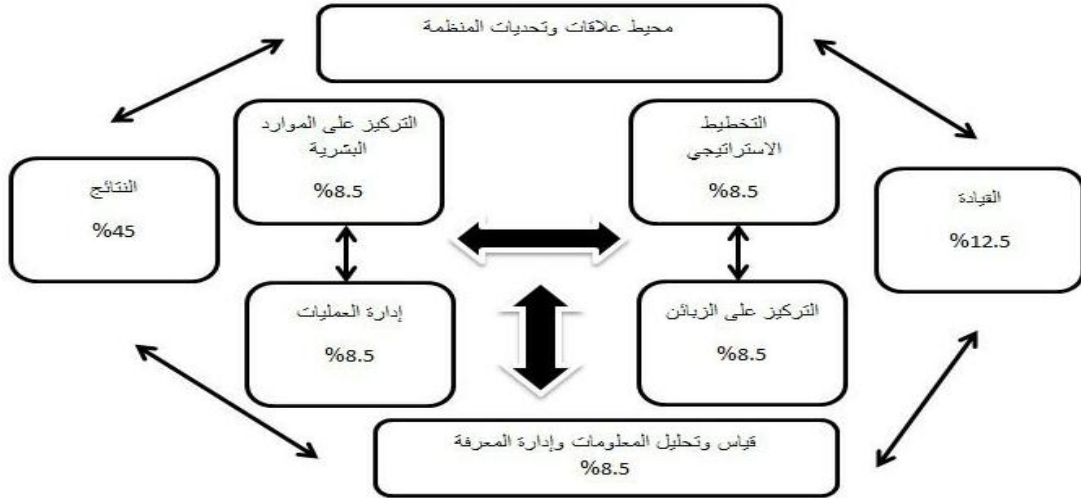 محيط علاقات وتحديات المنظمة
التخطيط
الاستراتيجي
%8.5
التركيز على الموارد
البشرية
%8.5
القيادة
%12.5
النتائج
%45
التركيز على الزبائن
%8.5
إدارة العمليات
%8.5
قياس وتحليل المعلومات وإدارة المعرفة
%8.5